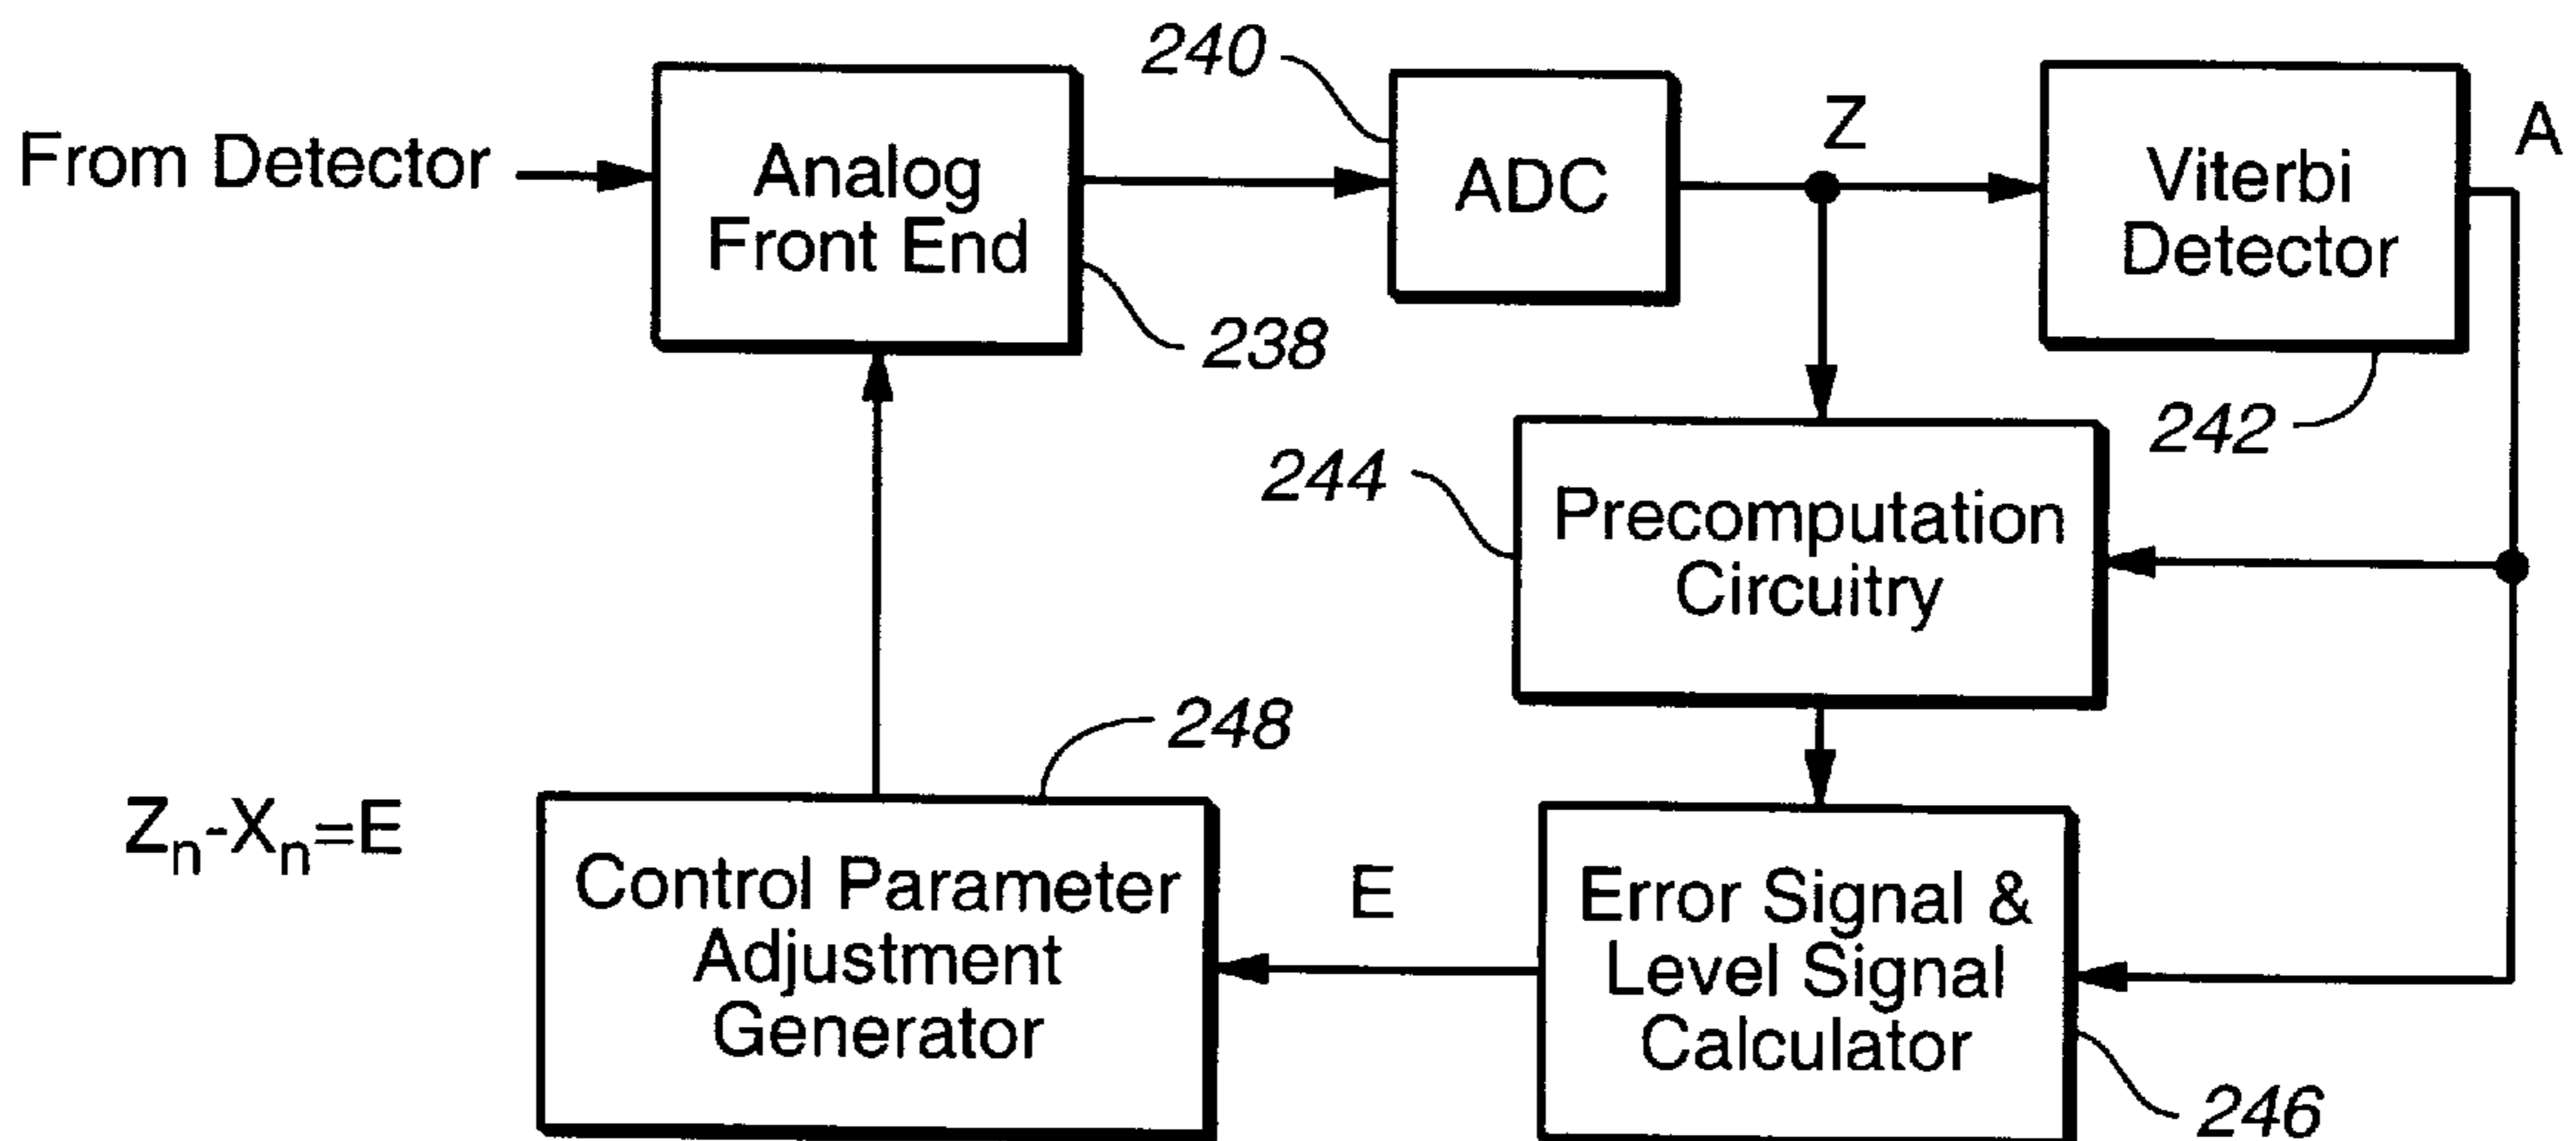 240
Z
A
From Detector
Analog
Front End
ADC
Viterbi
Detector
238
242
244
Precomputation
Circuitry
248
Zn-Xn=E
Control Parameter
Adjustment
Generator
E
Error Signal &
Level Signal
Calculator
246